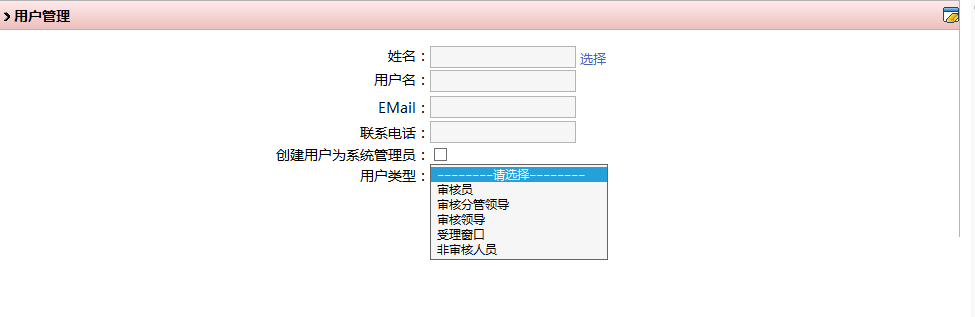 用户管理
姓名：
选择
用户名：
EMail：
联系电话：
创建用户为系统管理员：
用户类型：
--------请选择--------
审核员
审核分管领导
审核领导
受理窗口
非审核人员